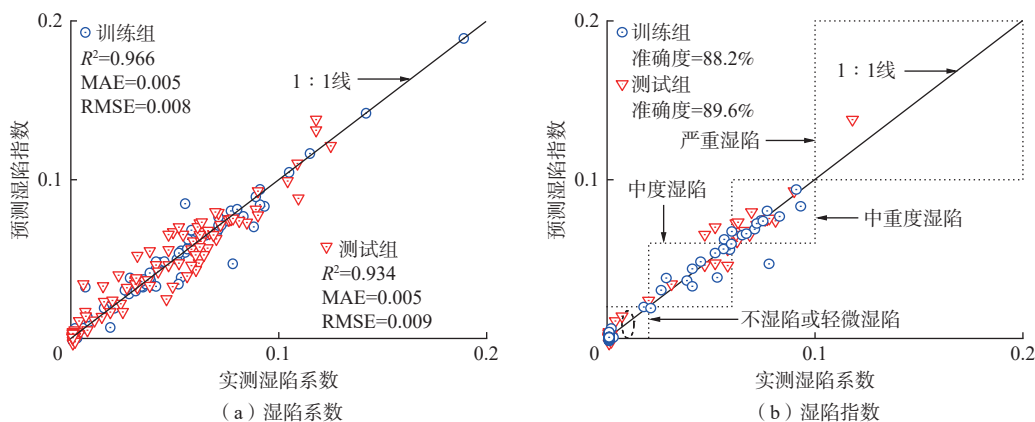 0.2
训练组
R²=0.966
MAE=0.005
RMSE=0.008
1：1线
预测湿陷指数
0.1
测试组
R²=0.934
MAE=0.005
RMSE=0.009
0
0.1
0.2
实测湿陷系数
（a）湿陷系数
0.2
训练组
准确度=88.2%
测试组
准确度=89.6%
1：1线
严重湿陷
预测湿陷指数
0.1
中度湿陷
中重度湿陷
不湿陷或轻微湿陷
0
0.1
0.2
实测湿陷系数
（b）湿陷指数